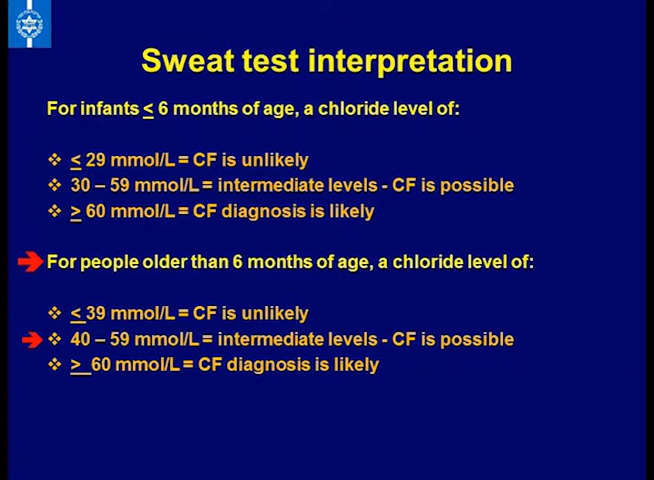 Sweat test interpretation
For infants ≤ 6 months of age, a chloride level of:
❖ ≤ 29 mmol/L = CF is unlikely
❖ 30 – 59 mmol/L = intermediate levels - CF is possible
❖ ≥ 60 mmol/L = CF diagnosis is likely
For people older than 6 months of age, a chloride level of:
❖ ≤ 39 mmol/L = CF is unlikely
❖ 40 – 59 mmol/L = intermediate levels - CF is possible
❖ ≥ 60 mmol/L = CF diagnosis is likely